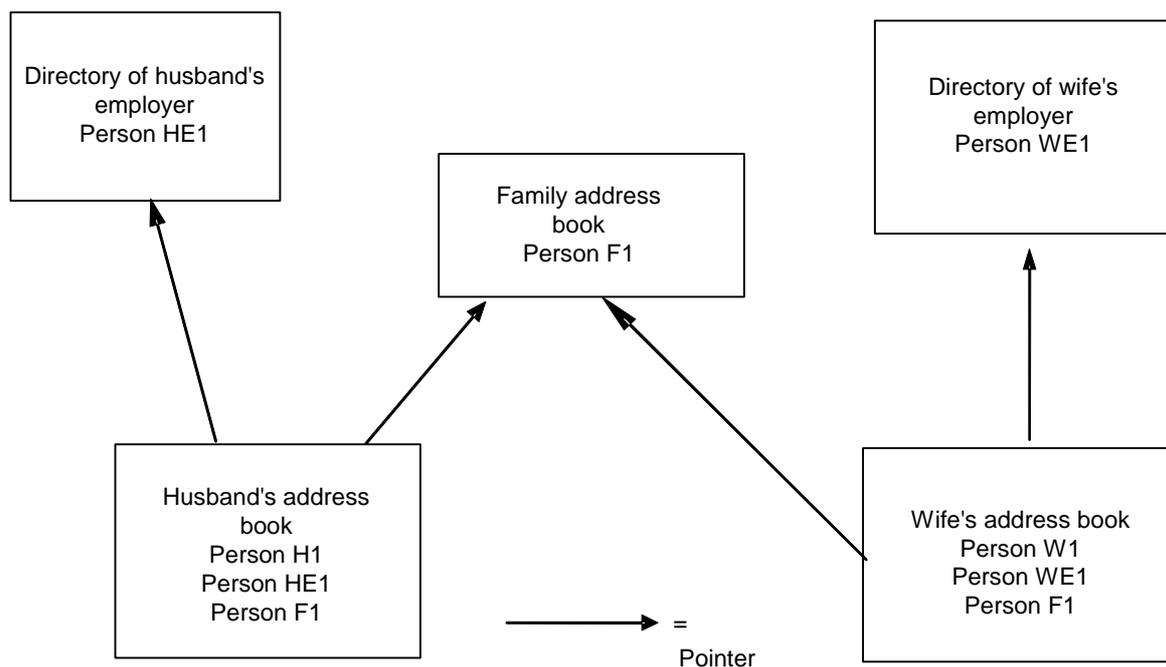 Directory of husband's
employer
Person HE1
Directory of wife's
employer
Person WE1
Family address
book
Person F1
Husband's address
book
Person H1
Person HE1
Person F1
Wife's address book
Person W1
Person WE1
Person F1
=
Pointer